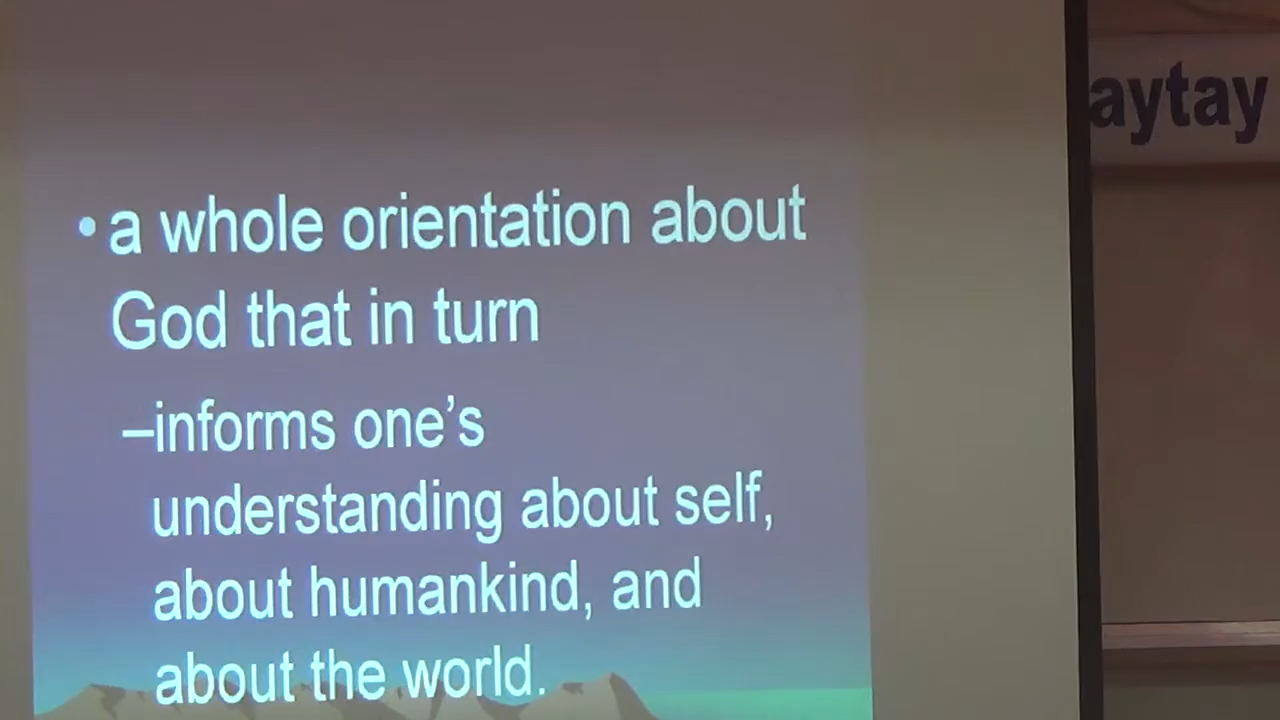 • a whole orientation about
God that in turn
–informs one’s
understanding about self,
about humankind, and
about the world.
aytay